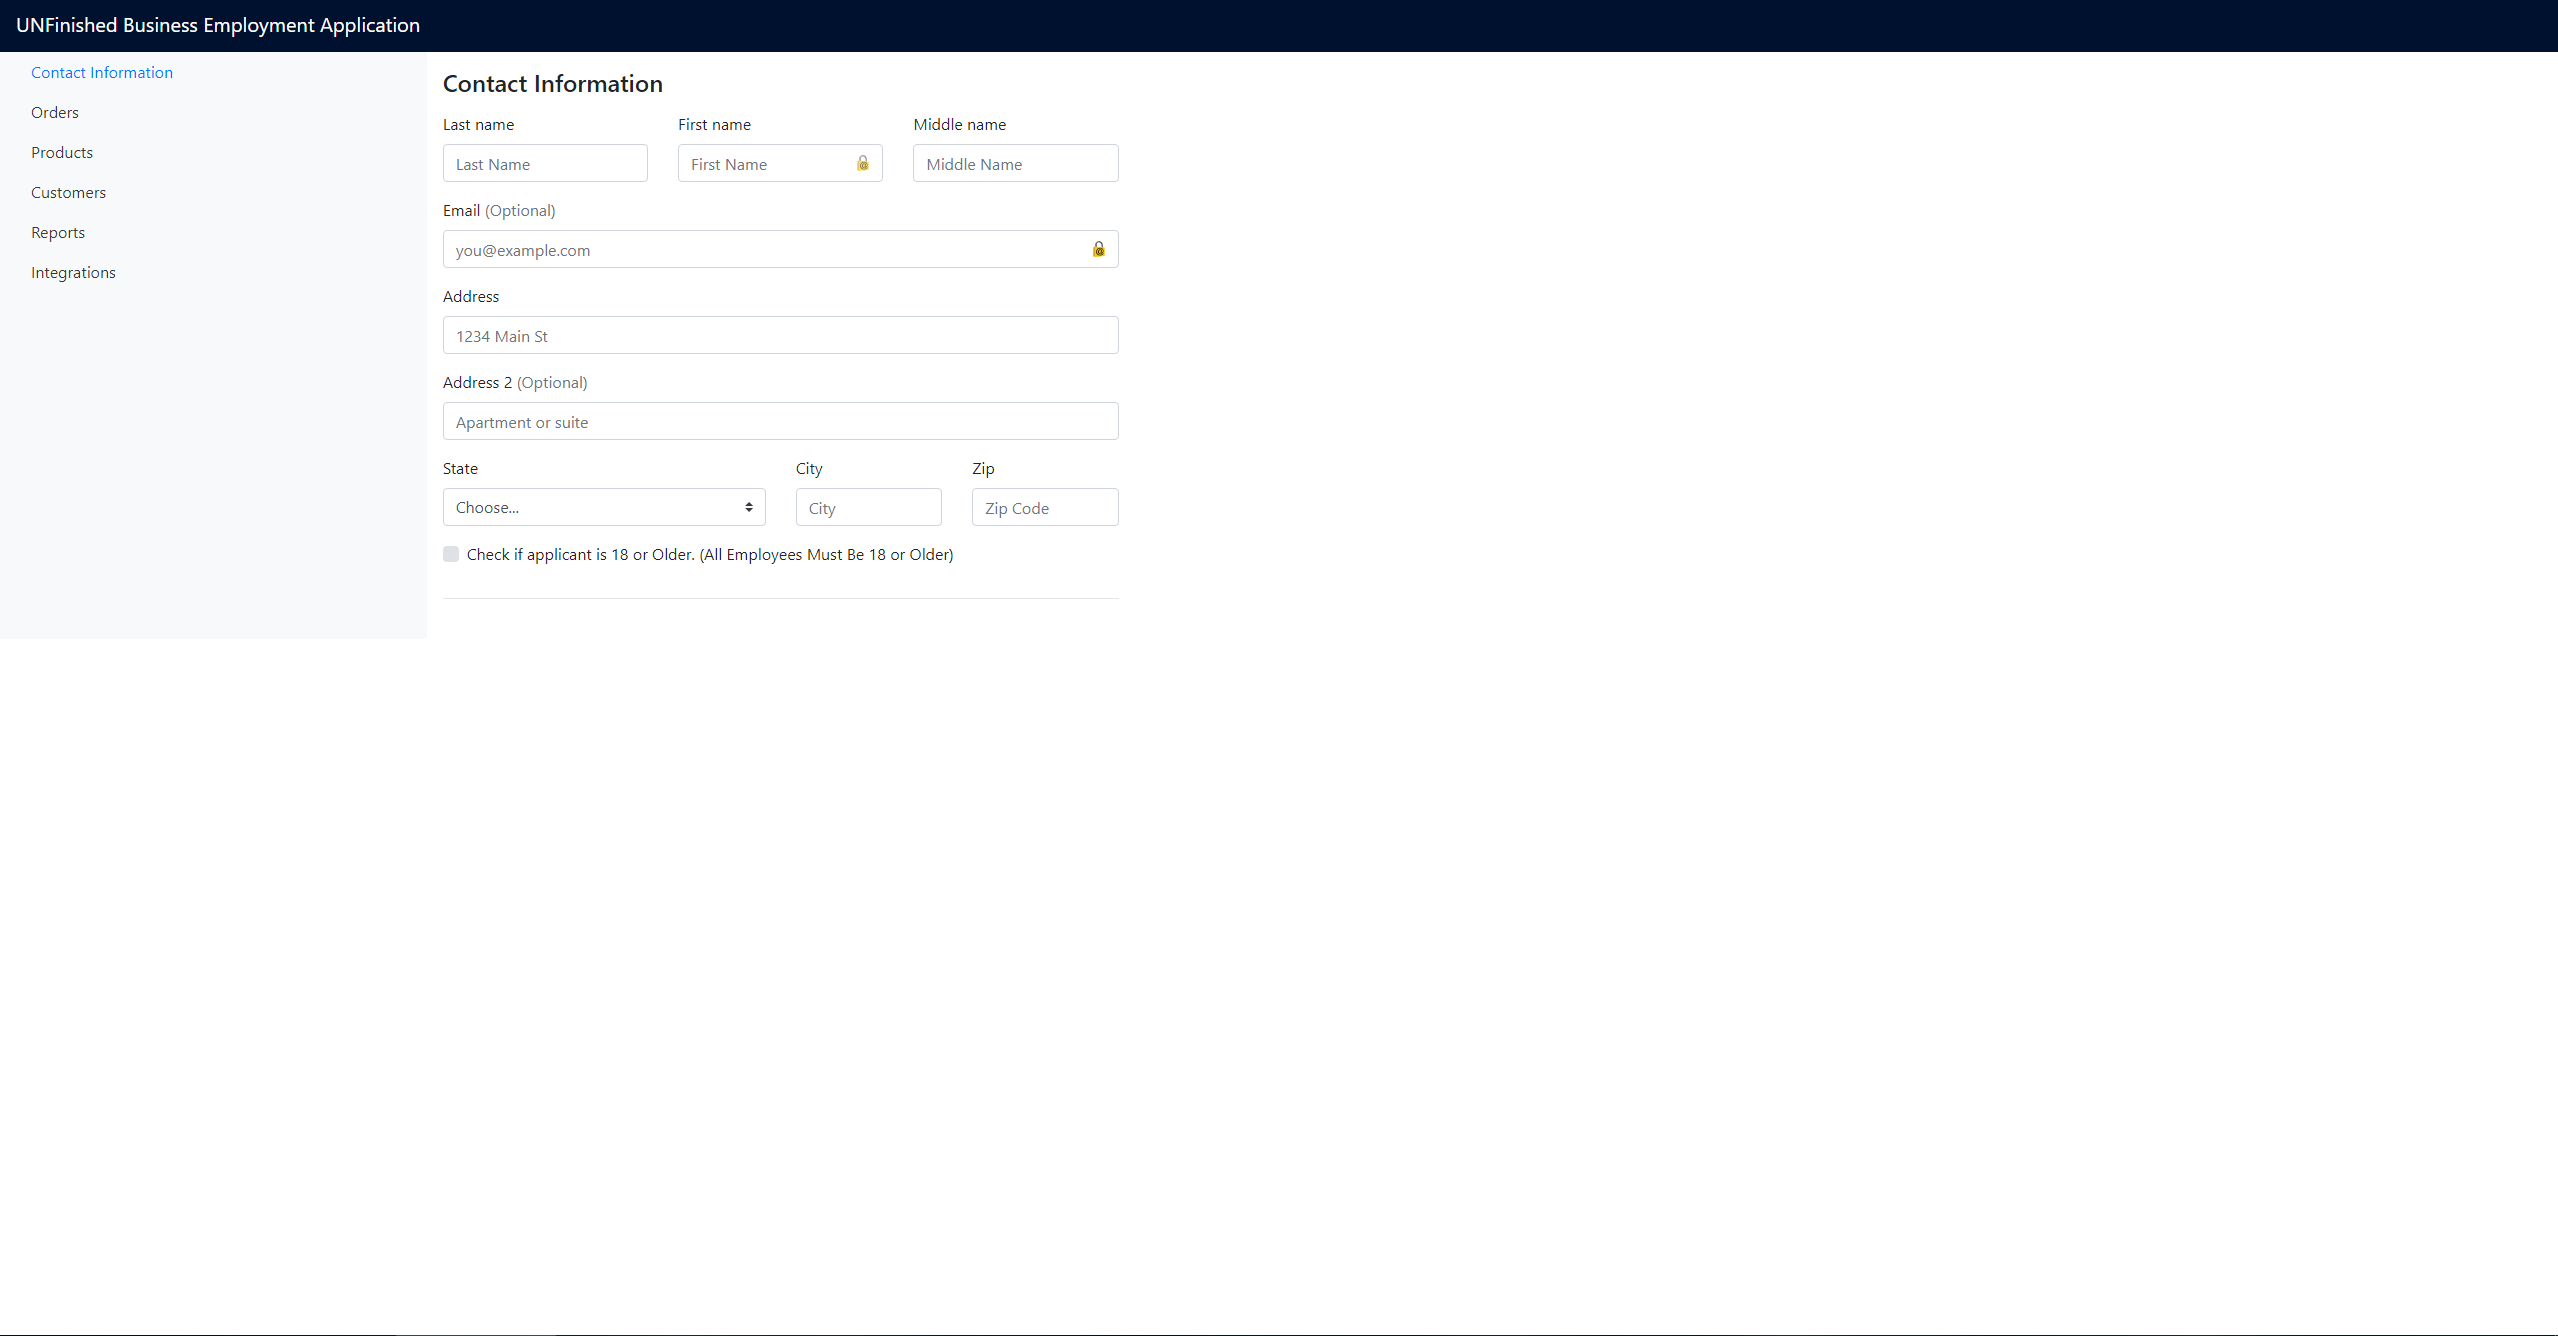 UNFinished Business Employment Application
Contact Information
Orders
Products
Customers
Reports
Integrations
Contact Information
Last name First name Middle name
Last Name First Name Middle Name
Email (Optional)
you@example.com
Address
1234 Main St
Address 2 (Optional)
Apartment or suite
State City Zip
Choose... City Zip Code
Check if applicant is 18 or Older. (All Employees Must Be 18 or Older)